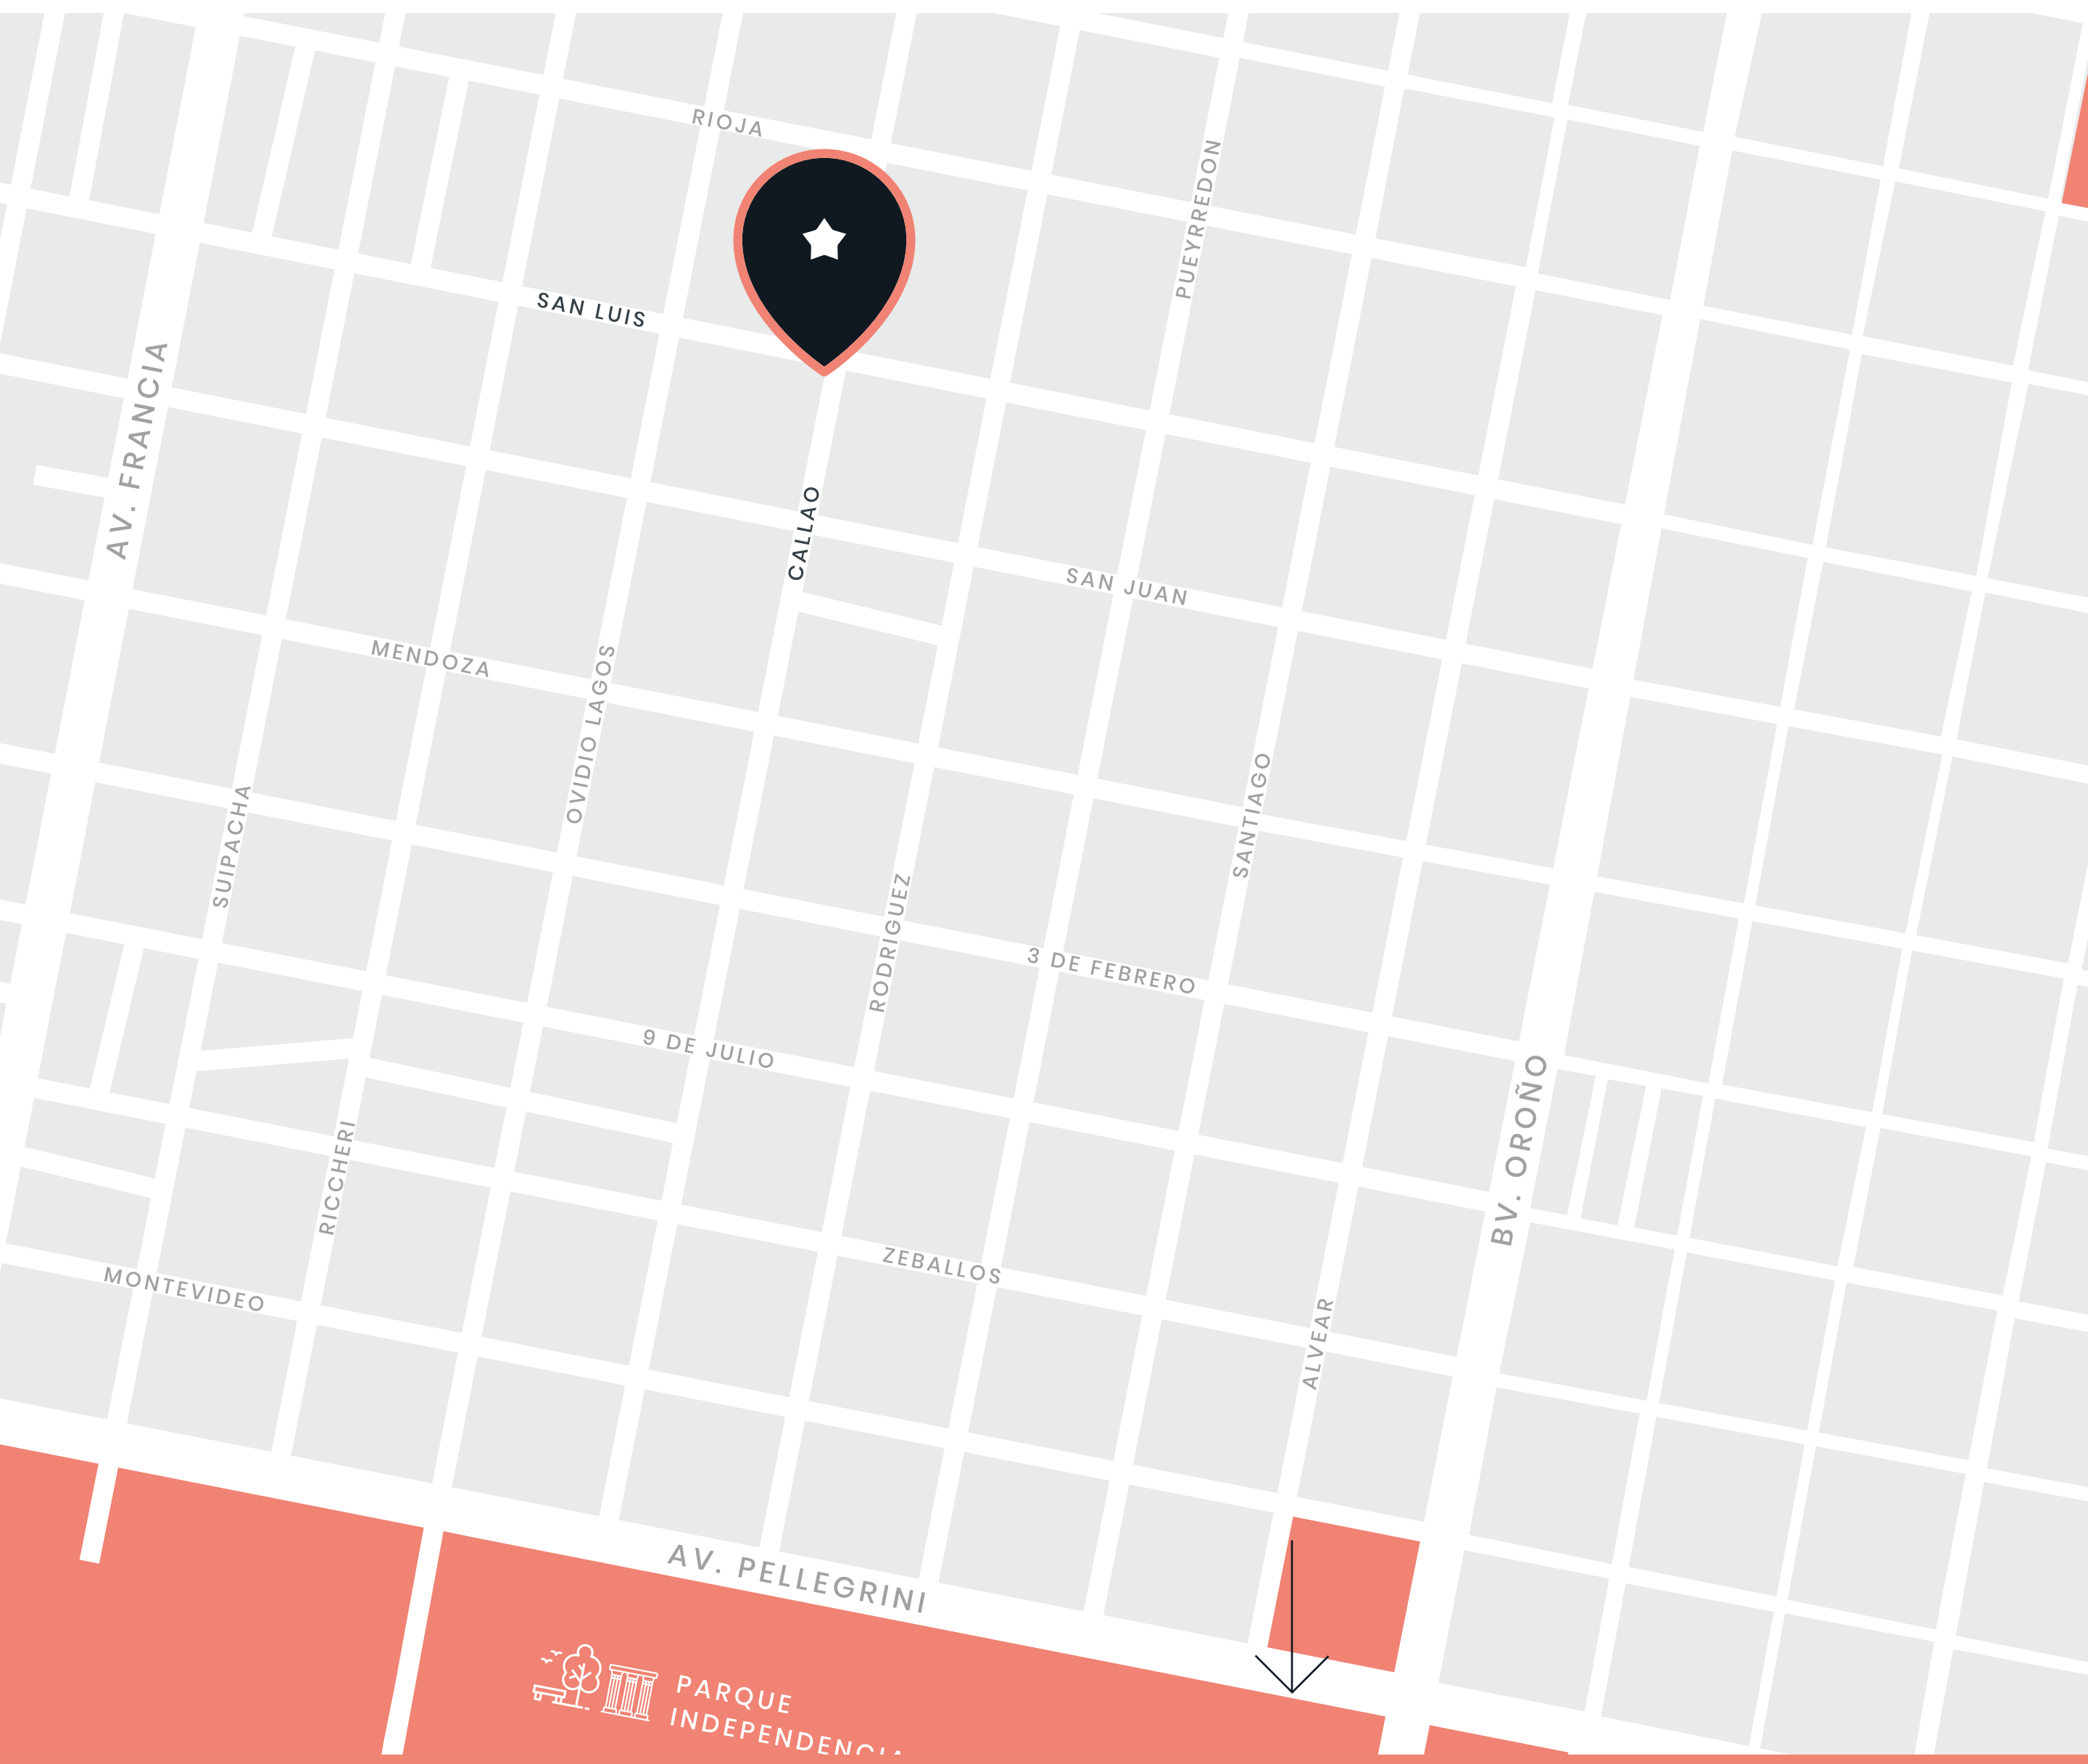 RIOJA
PUEYRREDON
SAN LUIS
AV. FRANCIA
CALLAO
SAN JUAN
MENDOZA
OVIDIO LAGOS
SUIPACHA
SANTIAGO
RODRIGUEZ
3 DE FEBRERO
9 DE JULIO
BV. OROÑO
RICCHERI
ZEBALLOS
MONTEVIDEO
ALVEAR
AV. PELLEGRINI
PARQUE
INDEPENDENCIA